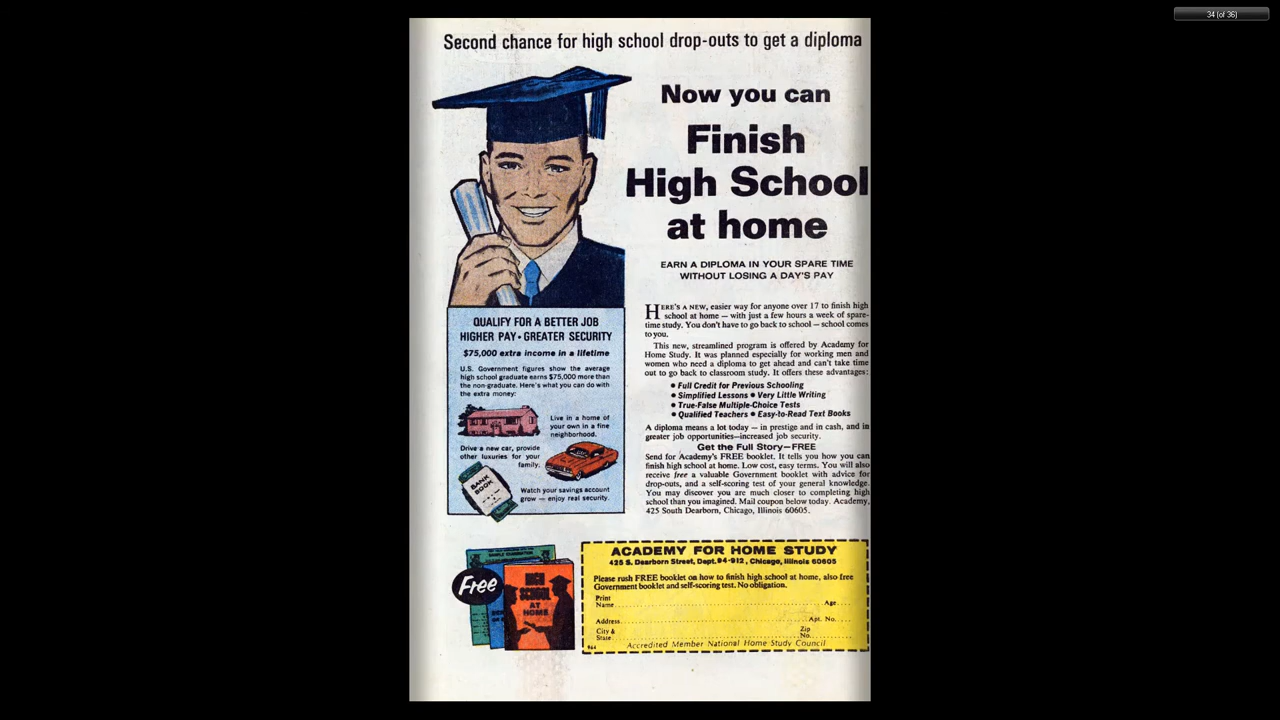 34 (of 36)
Second chance for high school drop-outs to get a diploma
Now you can
Finish
High School
at home
EARN A DIPLOMA IN YOUR SPARE TIME
WITHOUT LOSING A DAY'S PAY
QUALIFY FOR A BETTER JOB
HIGHER PAY • GREATER SECURITY
$75,000 extra income in a lifetime
U.S. Government figures show the average
high school graduate earns $75,000 more than
the non-graduate. Here's what you can do with
the extra money:
Live in a home of
your own in a fine
neighborhood.
Drive a new car, provide
other luxuries for your
family.
BANK
BOOK
Watch your savings account
grow — enjoy real security.
HERE'S A NEW, easier way for anyone over 17 to finish high
school at home — with just a few hours a week of spare-
time study. You don't have to go back to school — school comes
to you.
This new, streamlined program is offered by Academy for
Home Study. It was planned especially for working men and
women who need a diploma to get ahead and can't take time
out to go back to classroom study. It offers these advantages:
• Full Credit for Previous Schooling
• Simplified Lessons • Very Little Writing
• True-False Multiple-Choice Tests
• Qualified Teachers • Easy-to-Read Text Books
A diploma means a lot today — in prestige and in cash, and in
greater job opportunities—increased job security.
Get the Full Story—FREE
Send for Academy's FREE booklet. It tells you how you can
finish high school at home. Low cost, easy terms. You will also
receive free a valuable Government booklet with advice for
drop-outs, and a self-scoring test of your general knowledge.
You may discover you are much closer to completing high
school than you imagined. Mail coupon below today. Academy,
425 South Dearborn, Chicago, Illinois 60605.
Free
HIGH
SCHOOL
AT
HOME
ACADEMY FOR HOME STUDY
425 S. Dearborn Street, Dept. 94-912, Chicago, Illinois 60605
Please rush FREE booklet on how to finish high school at home, also free
Government booklet and self-scoring test. No obligation.
Print
Name Age
Address Apt. No.
City & Zip
State No.
Accredited Member National Home Study Council